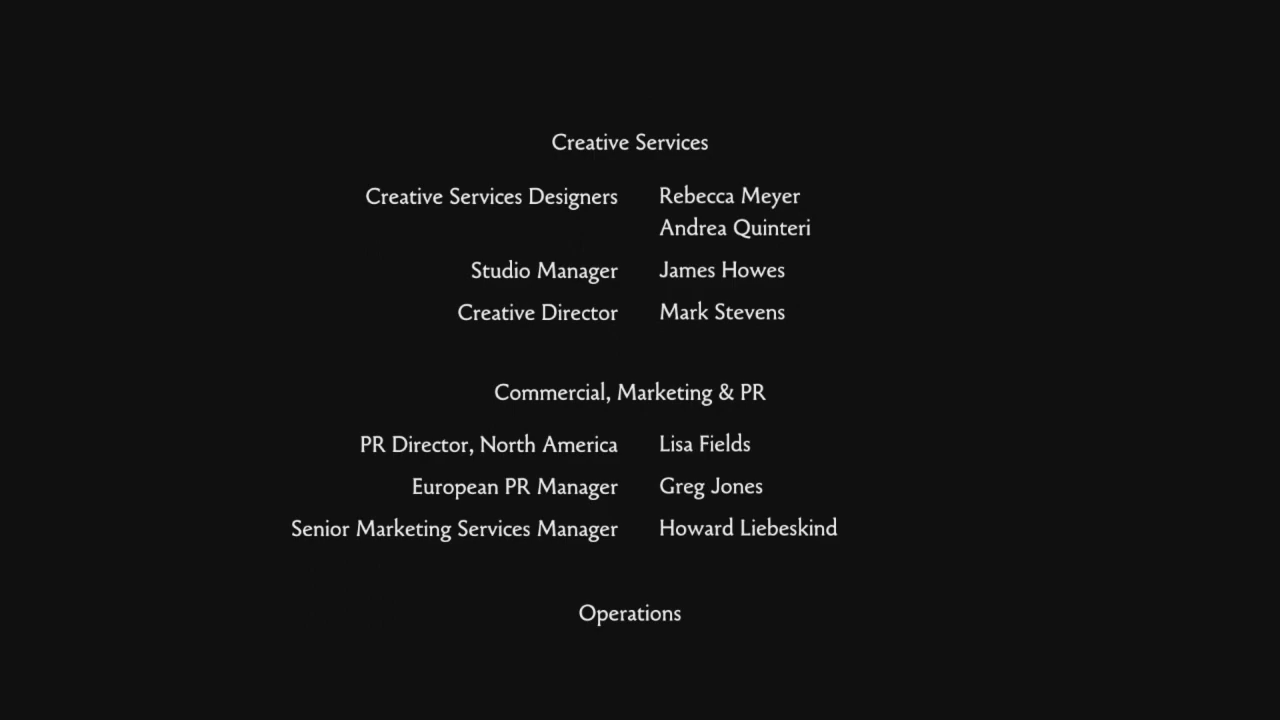 Creative Services
Creative Services Designers Rebecca Meyer
Andrea Quinteri
Studio Manager James Howes
Creative Director Mark Stevens
Commercial, Marketing & PR
PR Director, North America Lisa Fields
European PR Manager Greg Jones
Senior Marketing Services Manager Howard Liebeskind
Operations